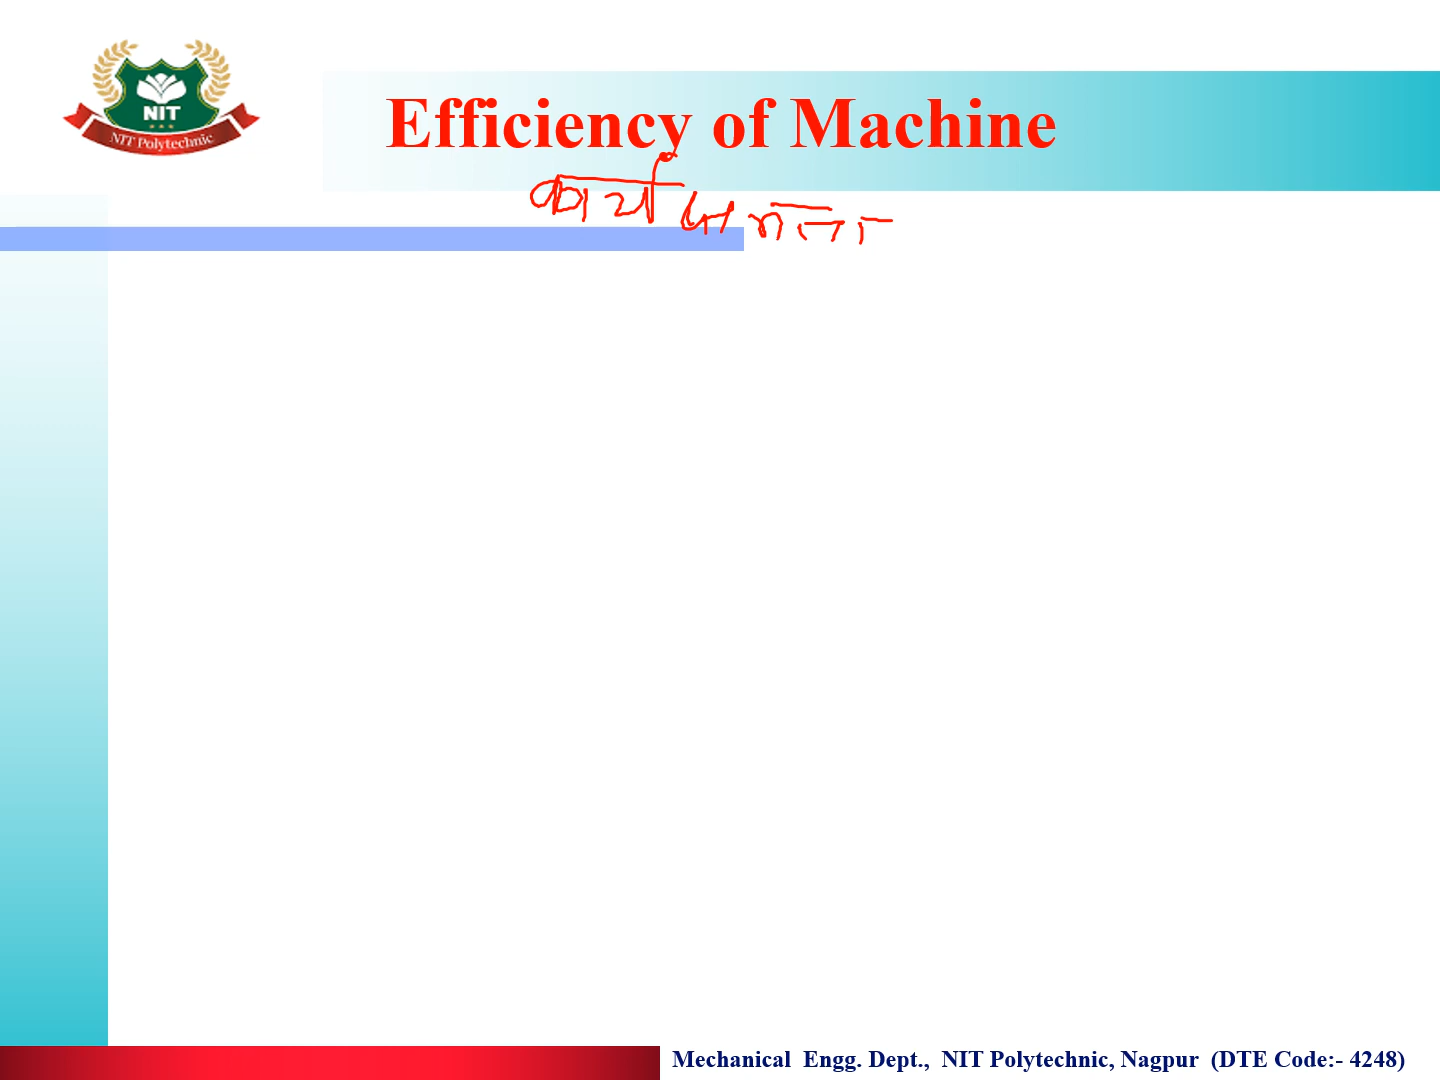 NIT
NIT Polytechnic
Efficiency of Machine
कार्यक्षमता
Mechanical Engg. Dept., NIT Polytechnic, Nagpur (DTE Code:- 4248)